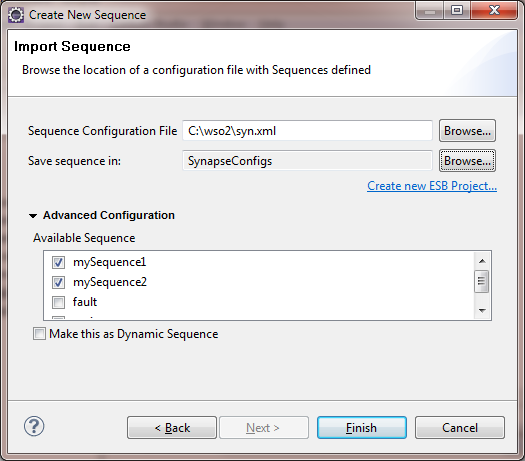 Create New Sequence
Import Sequence
Browse the location of a configuration file with Sequences defined
Sequence Configuration File C:\wso2\syn.xml Browse...
Save sequence in: SynapseConfigs Browse...
Create new ESB Project...
Advanced Configuration
Available Sequence
mySequence1
mySequence2
fault
Make this as Dynamic Sequence
? < Back Next > Finish Cancel